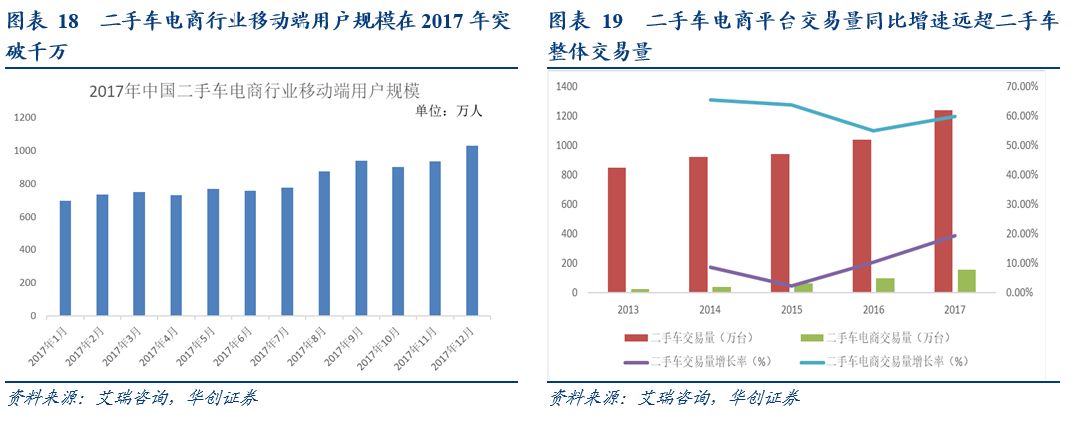 图表 18 二手车电商行业移动端用户规模在 2017 年突
破千万
2017年中国二手车电商行业移动端用户规模
单位：万人
1200
1000
800
600
400
200
0
2017年1月
2017年2月
2017年3月
2017年4月
2017年5月
2017年6月
2017年7月
2017年8月
2017年9月
2017年10月
2017年11月
2017年12月
资料来源：艾瑞咨询，华创证券
图表 19 二手车电商平台交易量同比增速远超二手车
整体交易量
1400
1200
1000
800
600
400
200
0
70.00%
60.00%
50.00%
40.00%
30.00%
20.00%
10.00%
0.00%
2013
2014
2015
2016
2017
二手车交易量（万台）
二手车电商交易量（万台）
二手车交易量增长率（%）
二手车电商交易量增长率（%）
资料来源：艾瑞咨询，华创证券